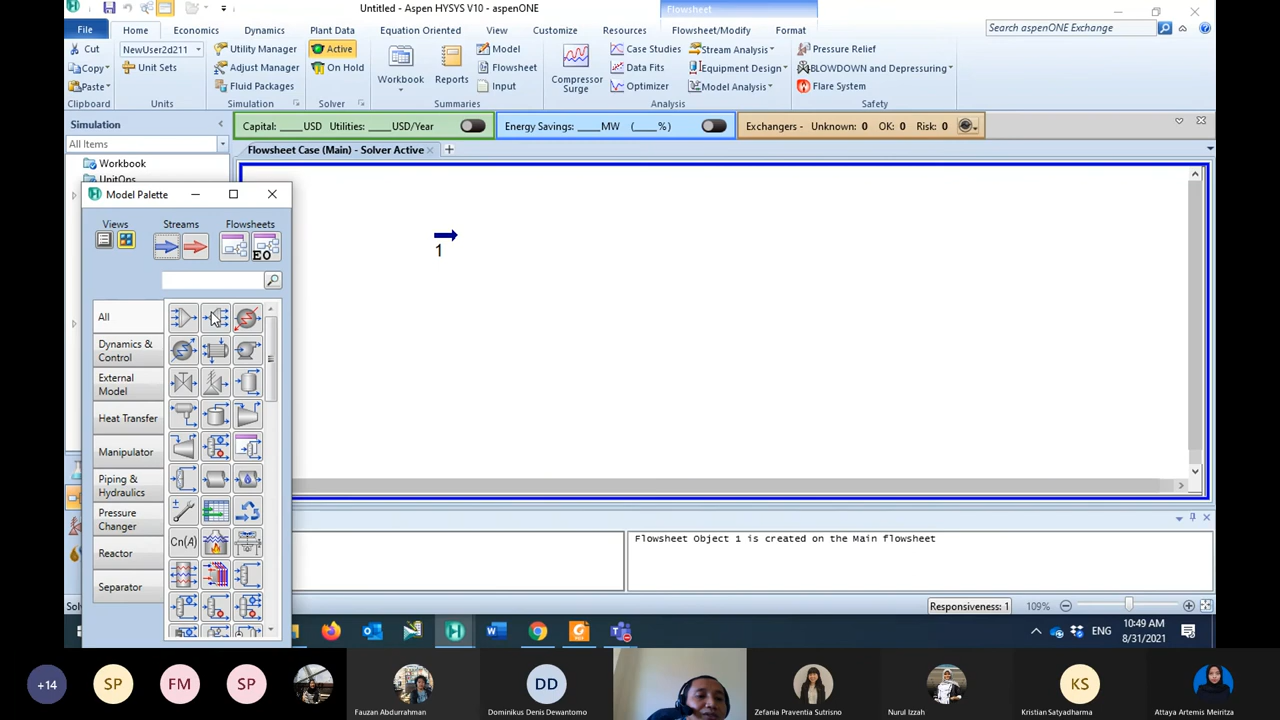 Untitled - Aspen HYSYS V10 - aspenONE
Flowsheet
File Home Economics Dynamics Plant Data Equation Oriented View Customize Resources Flowsheet/Modify Format
Search aspenONE Exchange
Cut
Copy
Paste
Clipboard
NewUser2d211
Unit Sets
Units
Utility Manager
Adjust Manager
Fluid Packages
Simulation
Active
On Hold
Solver
Workbook
Reports
Model
Flowsheet
Input
Summaries
Compressor
Surge
Case Studies
Data Fits
Optimizer
Stream Analysis
Equipment Design
Model Analysis
Analysis
Pressure Relief
BLOWDOWN and Depressuring
Flare System
Safety
Simulation
All Items
Workbook
UnitOps
Capital: ____USD Utilities: ____USD/Year
Energy Savings: ____MW (____%)
Exchangers - Unknown: 0 OK: 0 Risk: 0
Flowsheet Case (Main) - Solver Active
1
Model Palette
Views Streams Flowsheets
EO
All
Dynamics &
Control
External
Model
Heat Transfer
Manipulator
Piping &
Hydraulics
Pressure
Changer
Reactor
Separator
Cn(A)
Flowsheet Object 1 is created on the Main flowsheet
Responsiveness: 1
109%
ENG
10:49 AM
8/31/2021
+14
SP
FM
SP
Fauzan Abdurrahman
DD
Dominikus Denis Dewantomo
Zefania Praventia Sutrisno
Nurul Izzah
KS
Kristian Satyadharma
Attaya Artemis Meiritza